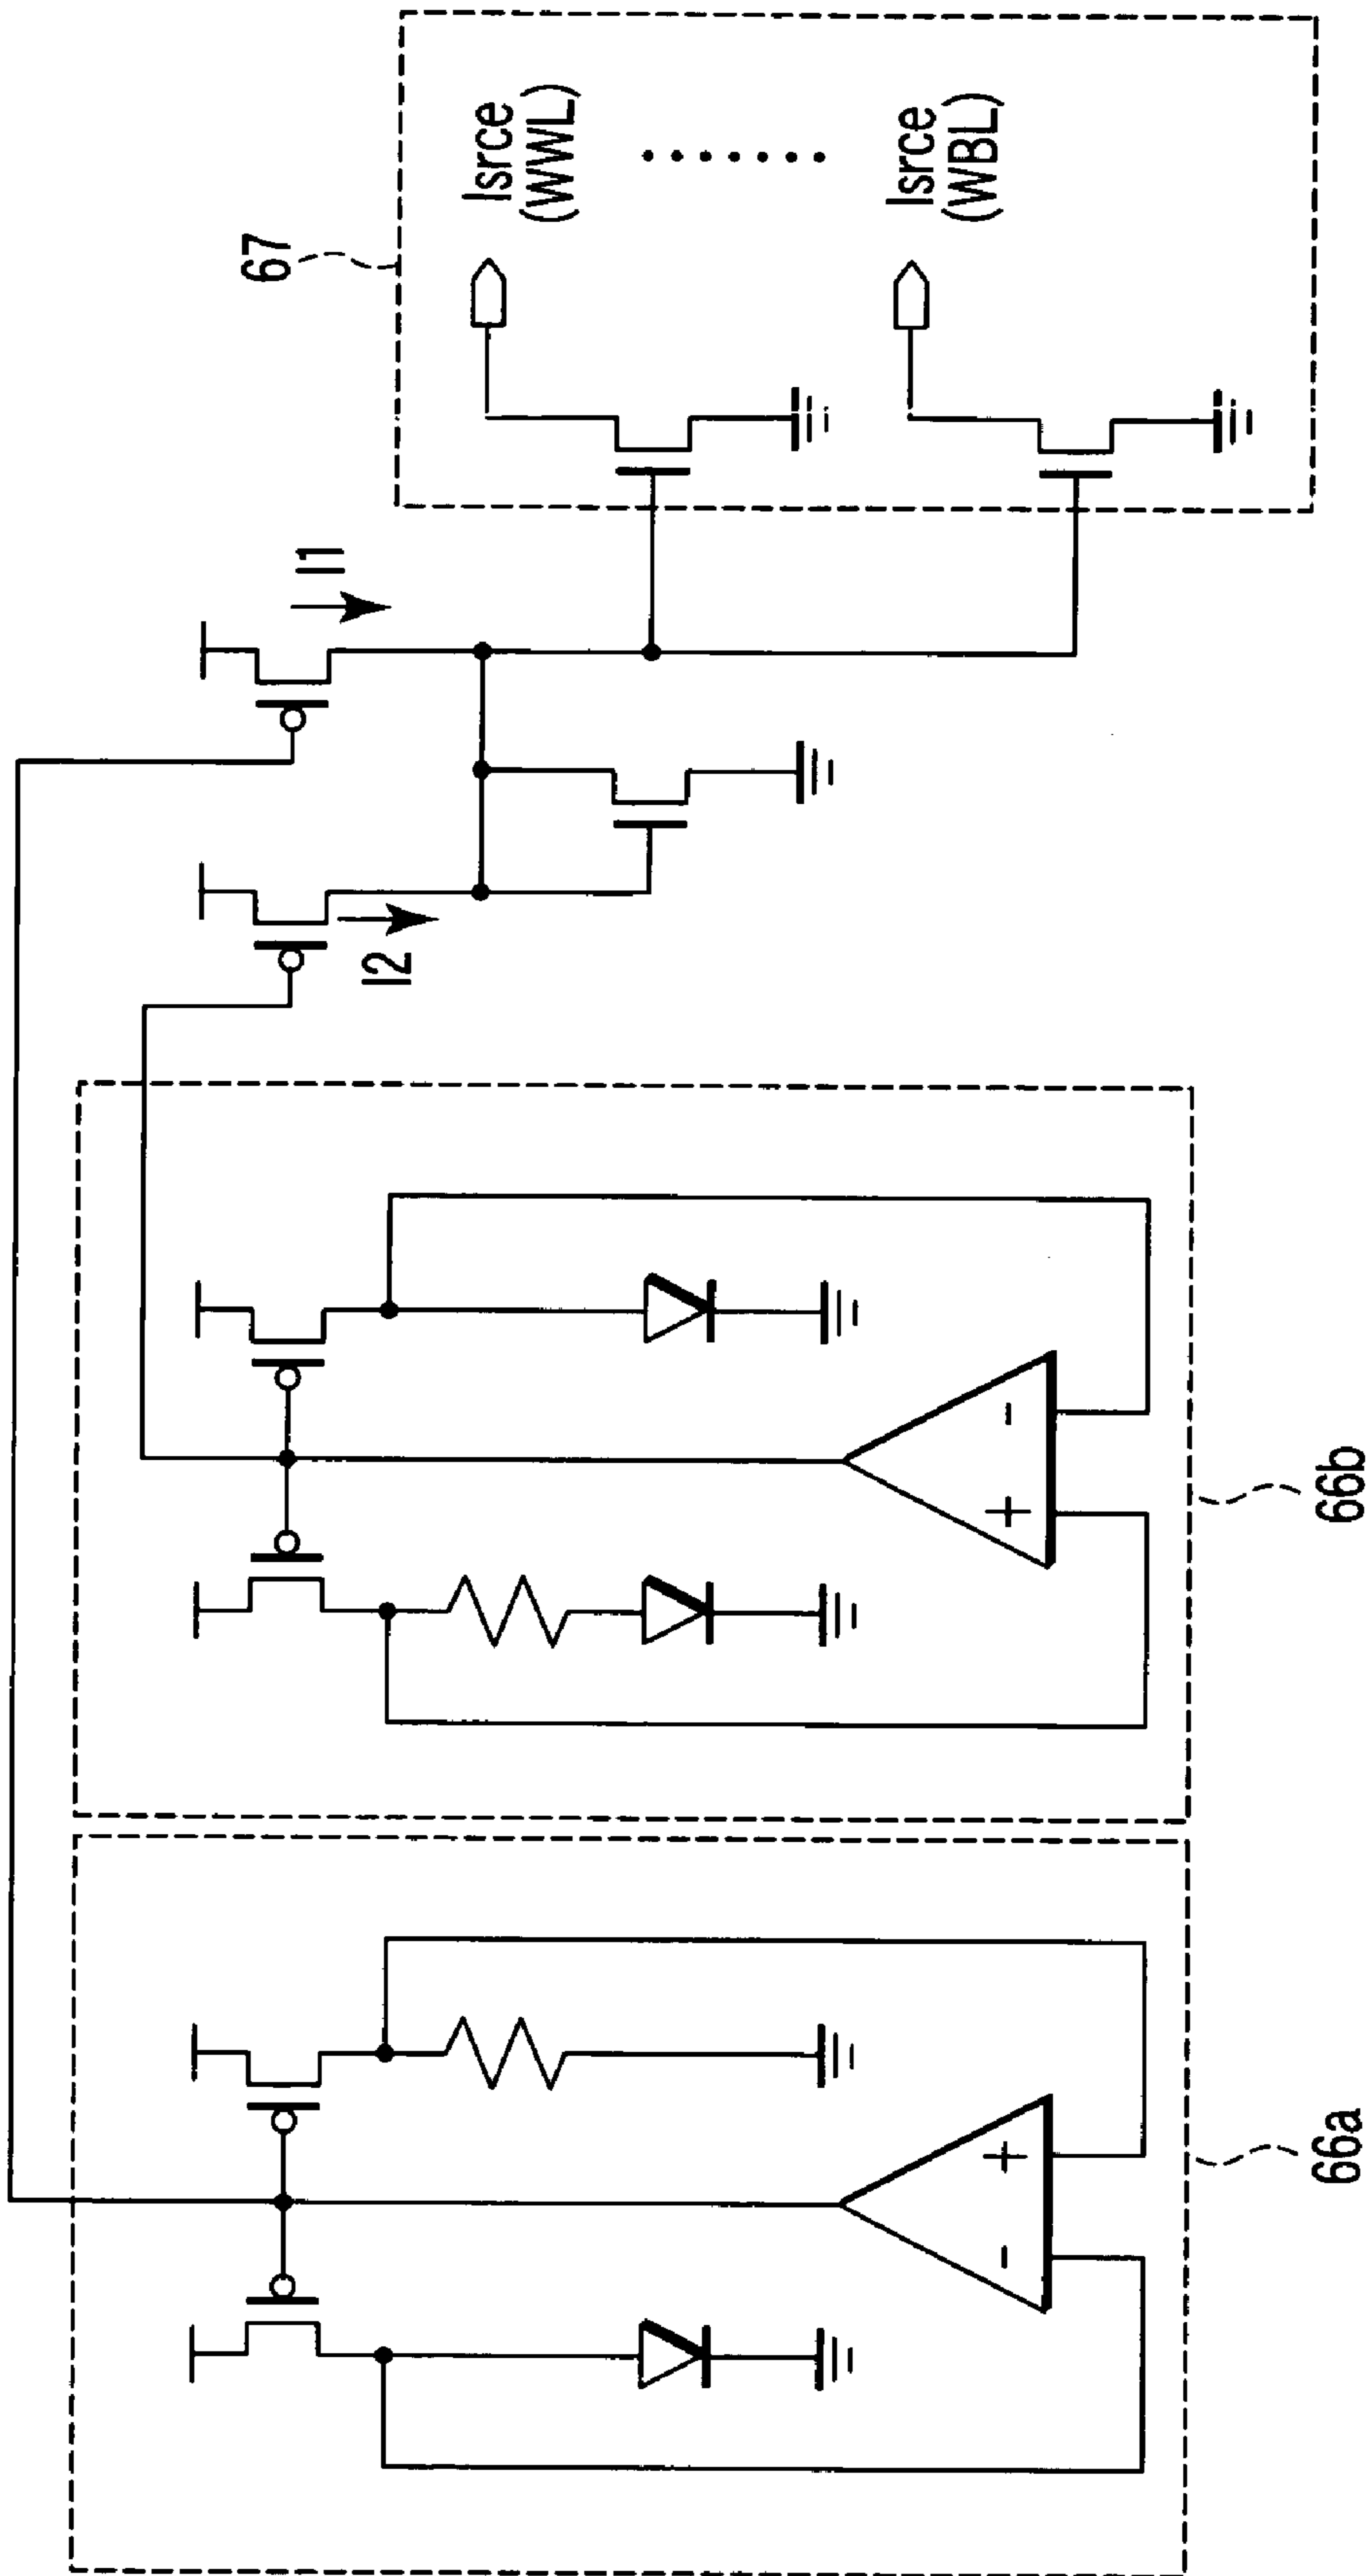 66a
66b
67
I1
I2
Isrce
(WWL)
Isrce
(WBL)
-
+
+
-